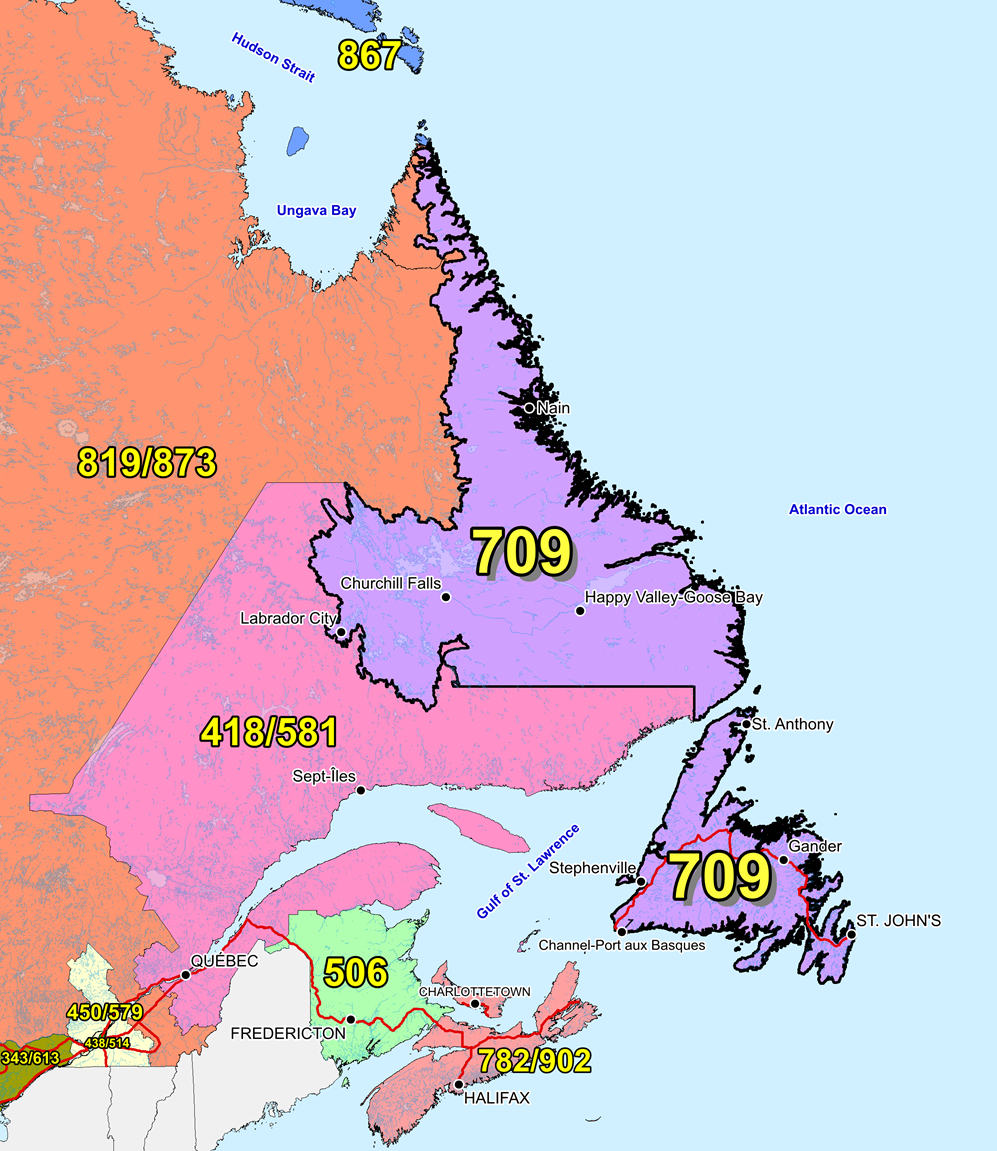 Hudson Strait
867
Ungava Bay
Nain
819/873
Atlantic Ocean
709
Churchill Falls
Happy Valley-Goose Bay
Labrador City
418/581
St. Anthony
Sept-Îles
Gulf of St. Lawrence
Gander
Stephenville
709
ST. JOHN'S
Channel-Port aux Basques
QUÉBEC
506
CHARLOTTETOWN
450/579
FREDERICTON
438/514
343/613
782/902
HALIFAX